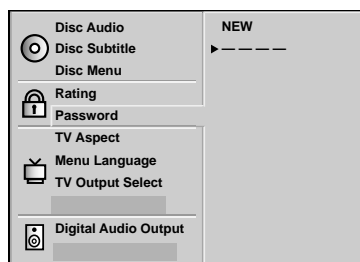 Disc Audio
Disc Subtitle
Disc Menu
Rating
Password
TV Aspect
Menu Language
TV Output Select
Digital Audio Output
NEW
– – – –